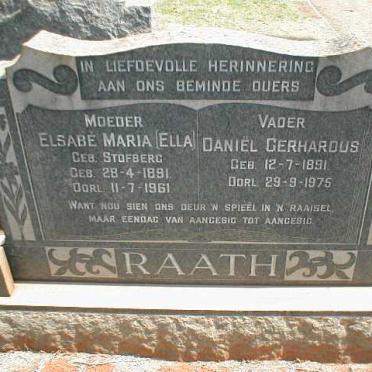 IN LIEFDEVOLLE HERINNERING
AAN ONS BEMINDE OUERS
MOEDER
ELSABÉ MARIA (ELLA)
GEB. STOFBERG
GEB. 28-4-1891
OORL. 11-7-1961
VADER
DANIËL GERHARDUS
GEB. 12-7-1891
OORL. 29-9-1975
WANT NOU SIEN ONS DEUR 'N SPIEËL IN 'N RAAISEL,
MAAR EENDAG VAN AANGESIG TOT AANGESIG
RAATH